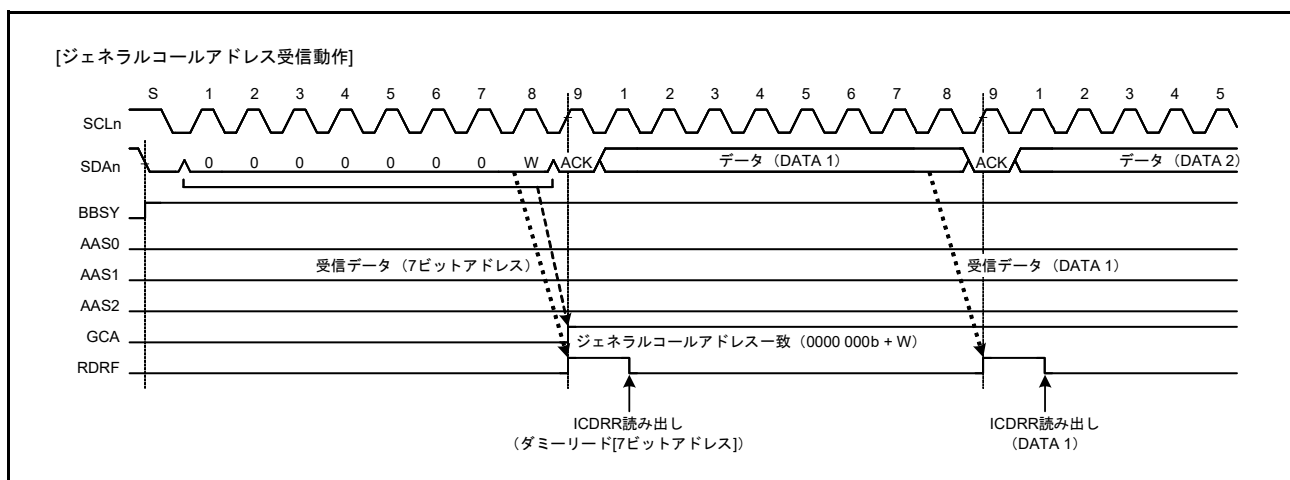 [ジェネラルコールアドレス受信動作]
S 1 2 3 4 5 6 7 8 9 1 2 3 4 5 6 7 8 9 1 2 3 4 5
SCLn
SDAn 0 0 0 0 0 0 0 W ACK データ（DATA 1） ACK データ（DATA 2）
BBSY
AAS0
受信データ（7ビットアドレス） 受信データ（DATA 1）
AAS1
AAS2
GCA ジェネラルコールアドレス一致（0000 000b + W）
RDRF
ICDRR読み出し
（ダミーリード[7ビットアドレス]）
ICDRR読み出し
（DATA 1）